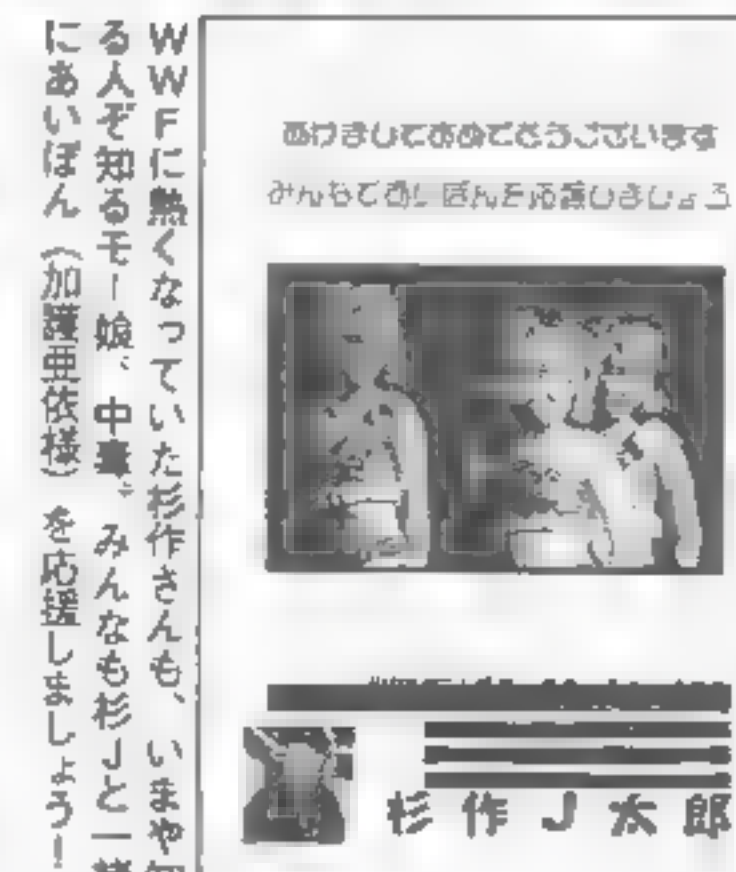 WWFに熱くなっていた杉作さんも、いまや知
る人ぞ知るモー娘、中毒。みんなも杉Jと一緒
にあいぼん（加護亜依様）を応援しましょう！
あけましておめでとうございます
みんなであいぼんを応援しましょう
杉作J太郎